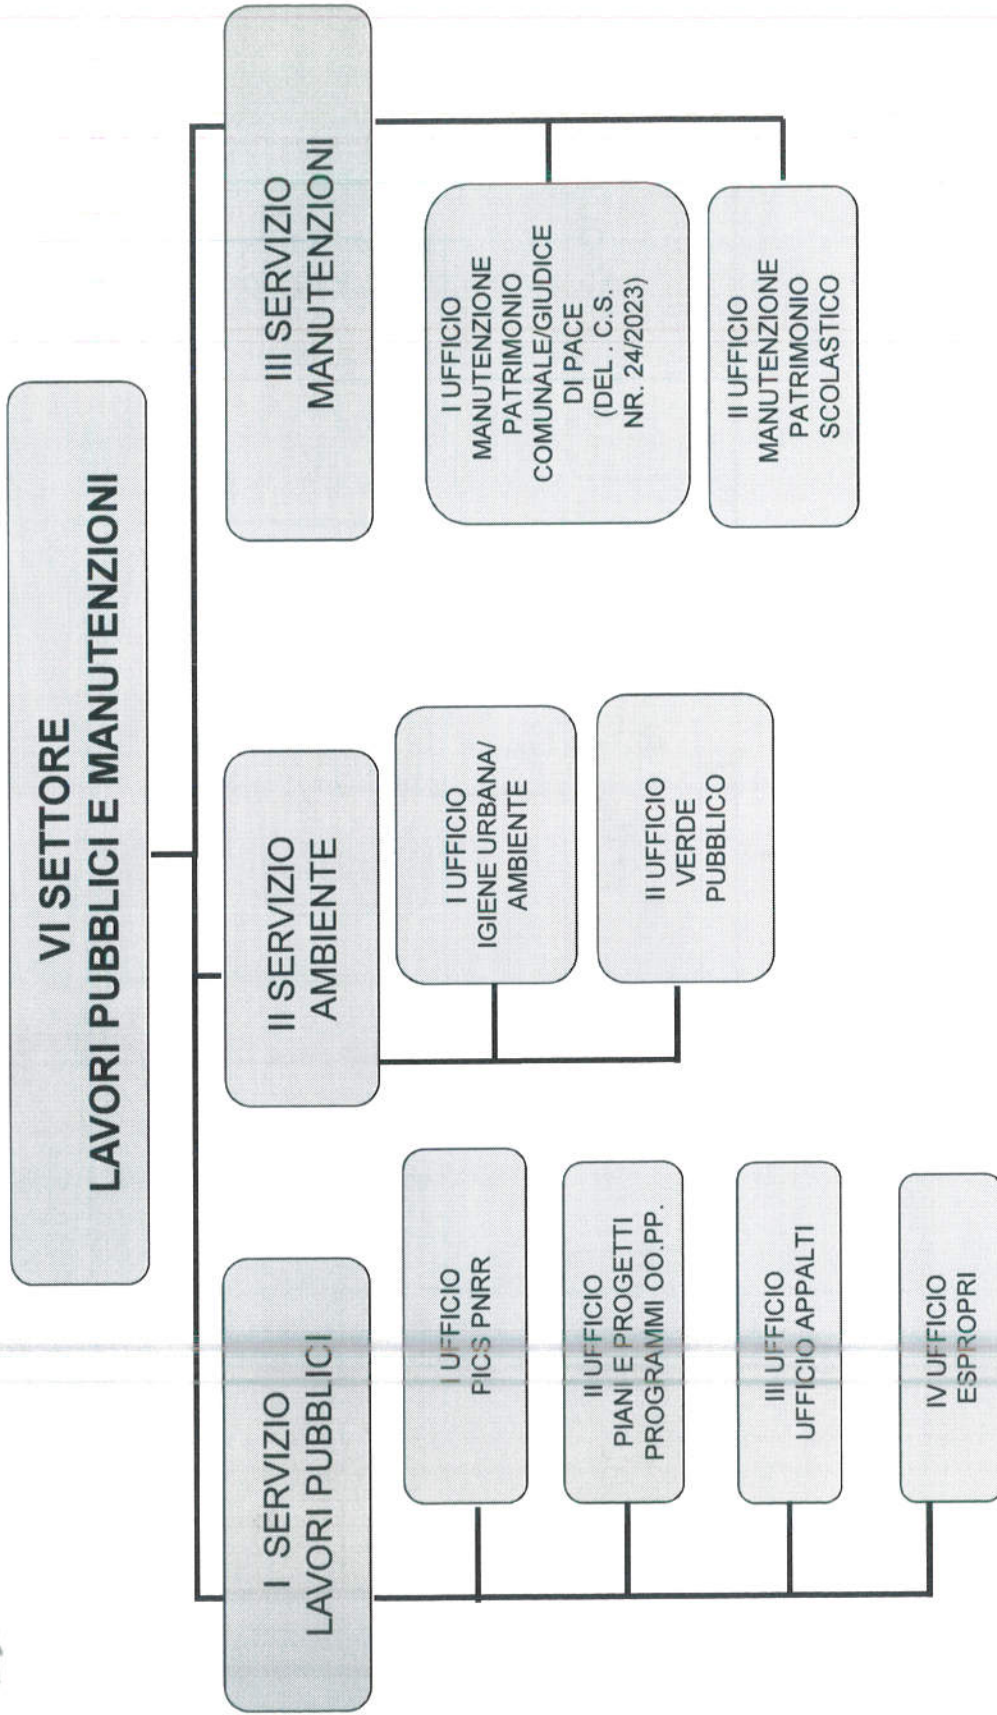 VI SETTORE
LAVORI PUBBLICI E MANUTENZIONI
I SERVIZIO
LAVORI PUBBLICI
I UFFICIO
PICS PNRR
II UFFICIO
PIANI E PROGETTI
PROGRAMMI OO.PP.
III UFFICIO
UFFICIO APPALTI
IV UFFICIO
ESPROPRI
II SERVIZIO
AMBIENTE
I UFFICIO
IGIENE URBANA/
AMBIENTE
II UFFICIO
VERDE
PUBBLICO
III SERVIZIO
MANUTENZIONI
I UFFICIO
MANUTENZIONE
PATRIMONIO
COMUNALE/GIUDICE
DI PACE
(DEL . C.S.
NR. 24/2023)
II UFFICIO
MANUTENZIONE
PATRIMONIO
SCOLASTICO